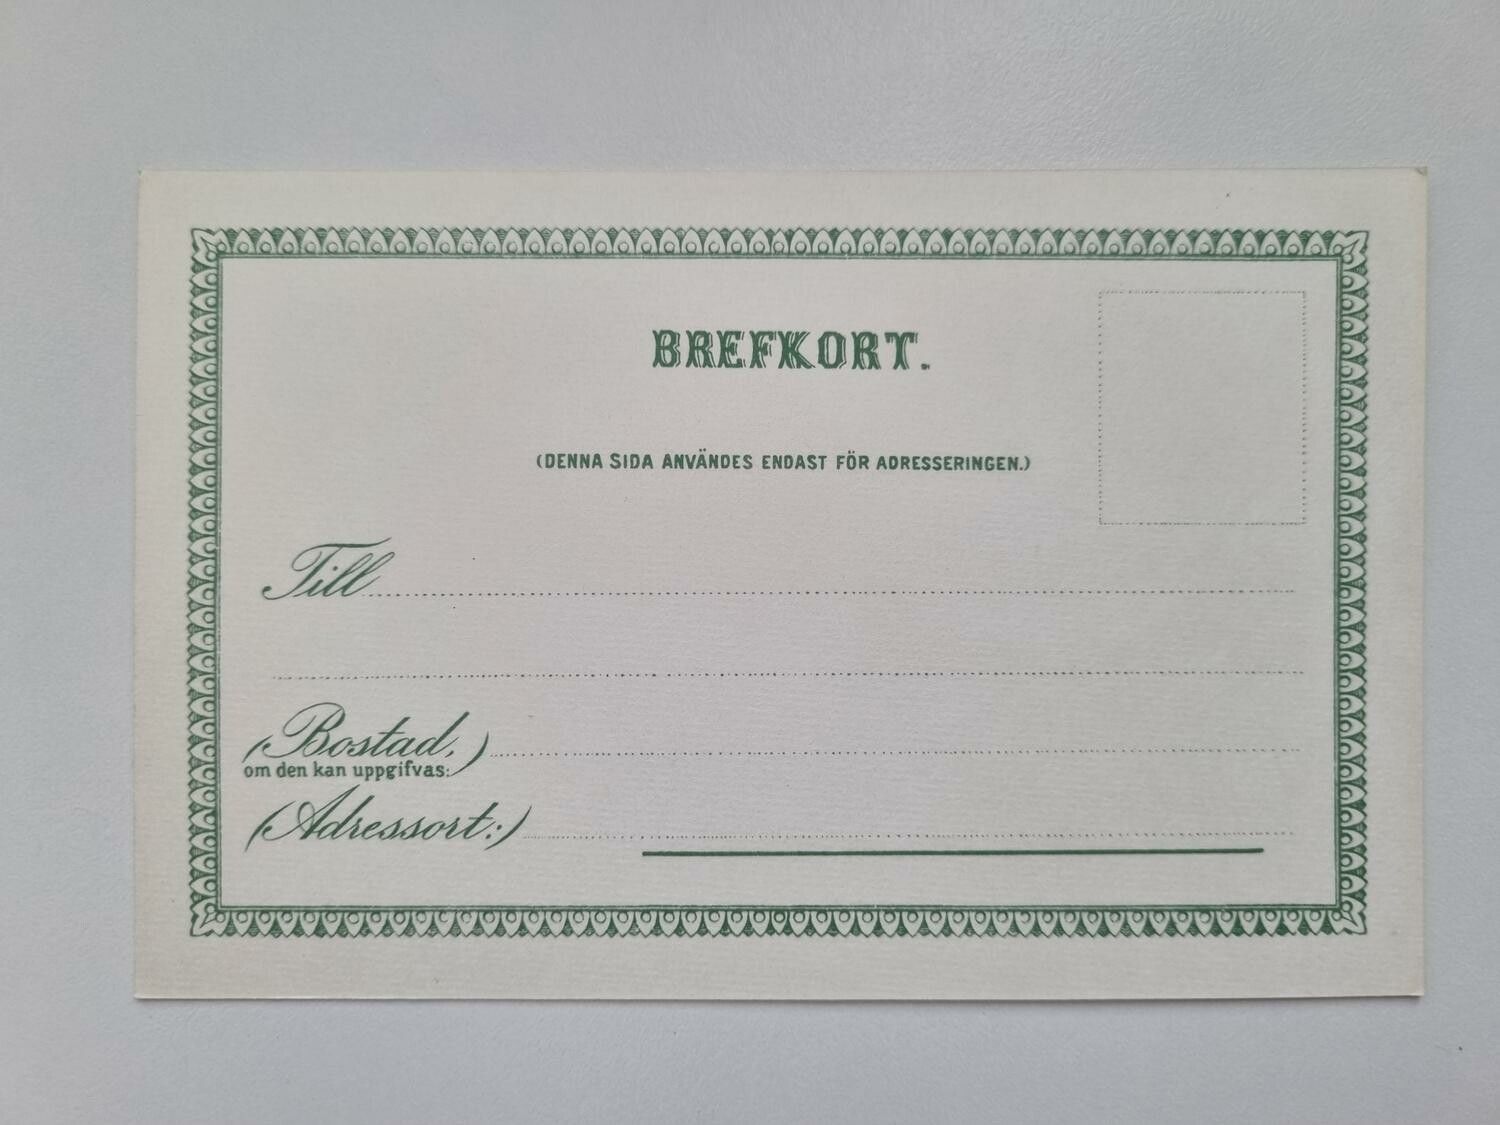 BREFKORT.
(DENNA SIDA ANVÄNDES ENDAST FÖR ADRESSERINGEN.)
Till
(Bostad,)
om den kan uppgifvas:
(Adressort:)